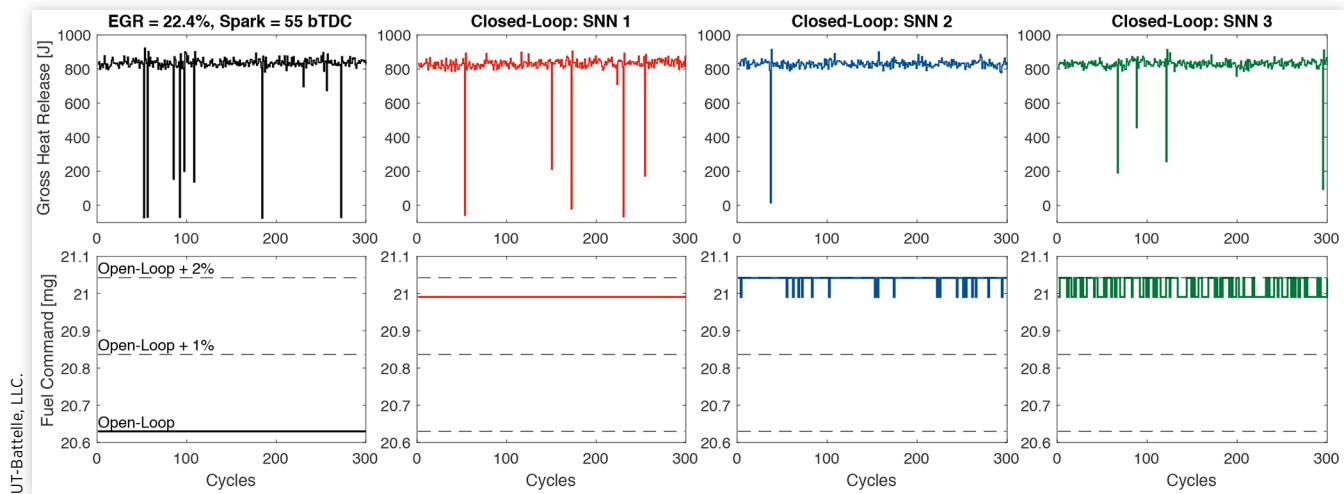 EGR = 22.4%, Spark = 55 bTDC
Closed-Loop: SNN 1
Closed-Loop: SNN 2
Closed-Loop: SNN 3
Gross Heat Release [J]
1000
800
600
400
200
0
0 100 200 300
1000
800
600
400
200
0
0 100 200 300
1000
800
600
400
200
0
0 100 200 300
1000
800
600
400
200
0
0 100 200 300
Fuel Command [mg]
21.1
21
20.9
20.8
20.7
20.6
Open-Loop + 2%
Open-Loop + 1%
Open-Loop
0 100 200 300
Cycles
21.1
21
20.9
20.8
20.7
20.6
0 100 200 300
Cycles
21.1
21
20.9
20.8
20.7
20.6
0 100 200 300
Cycles
21.1
21
20.9
20.8
20.7
20.6
0 100 200 300
Cycles
UT-Battelle, LLC.